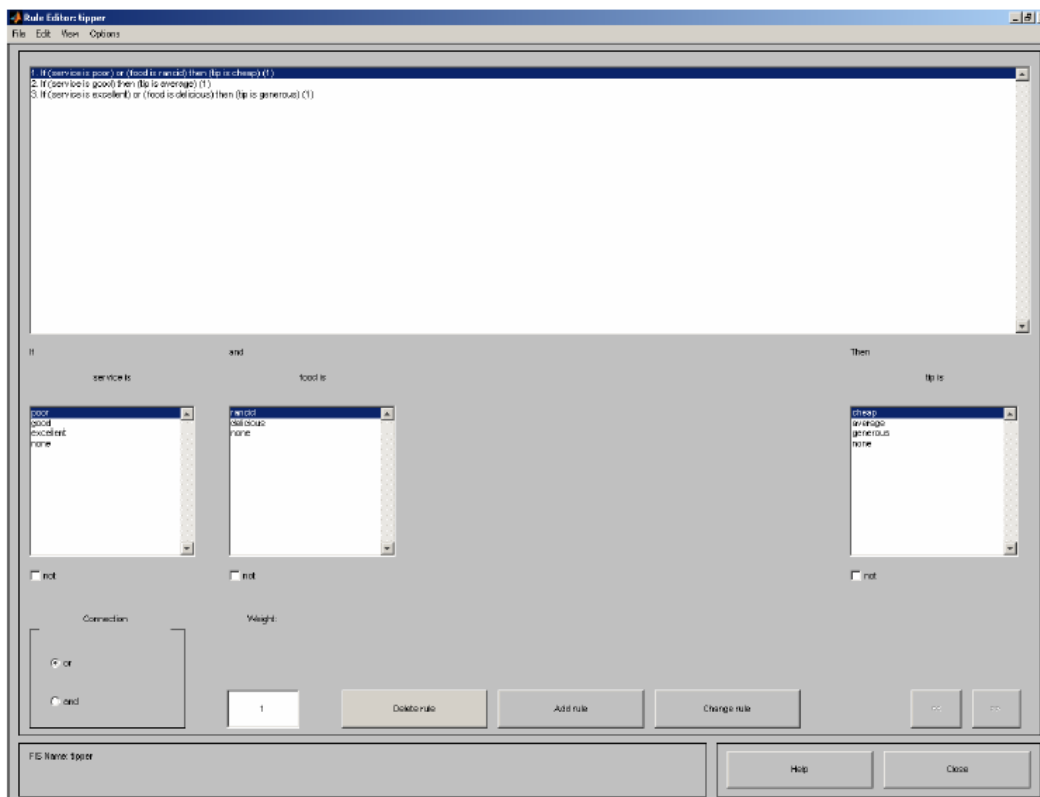 Rule Editor: tipper
File Edit View Options
1. If (service is poor) or (food is rancid) then (tip is cheap) (1)
2. If (service is good) then (tip is average) (1)
3. If (service is excellent) or (food is delicious) then (tip is generous) (1)
If and Then
service is food is tip is
poor
good
excellent
none
rancid
delicious
none
cheap
average
generous
none
not not not
Connection Weight:
or
and
1 Delete rule Add rule Change rule << >>
FIS Name: tipper
Help Close